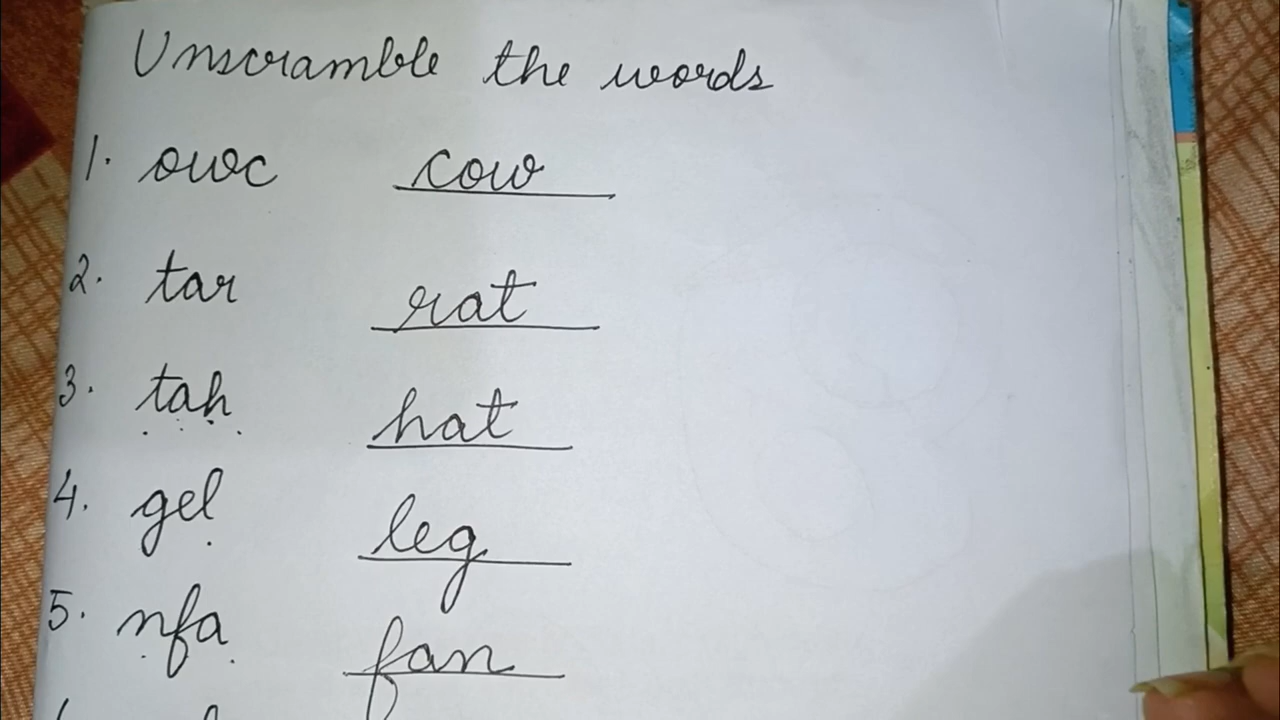 Unscramble the words
1. owc cow
2. tar rat
3. tah hat
4. gel leg
5. nfa fan